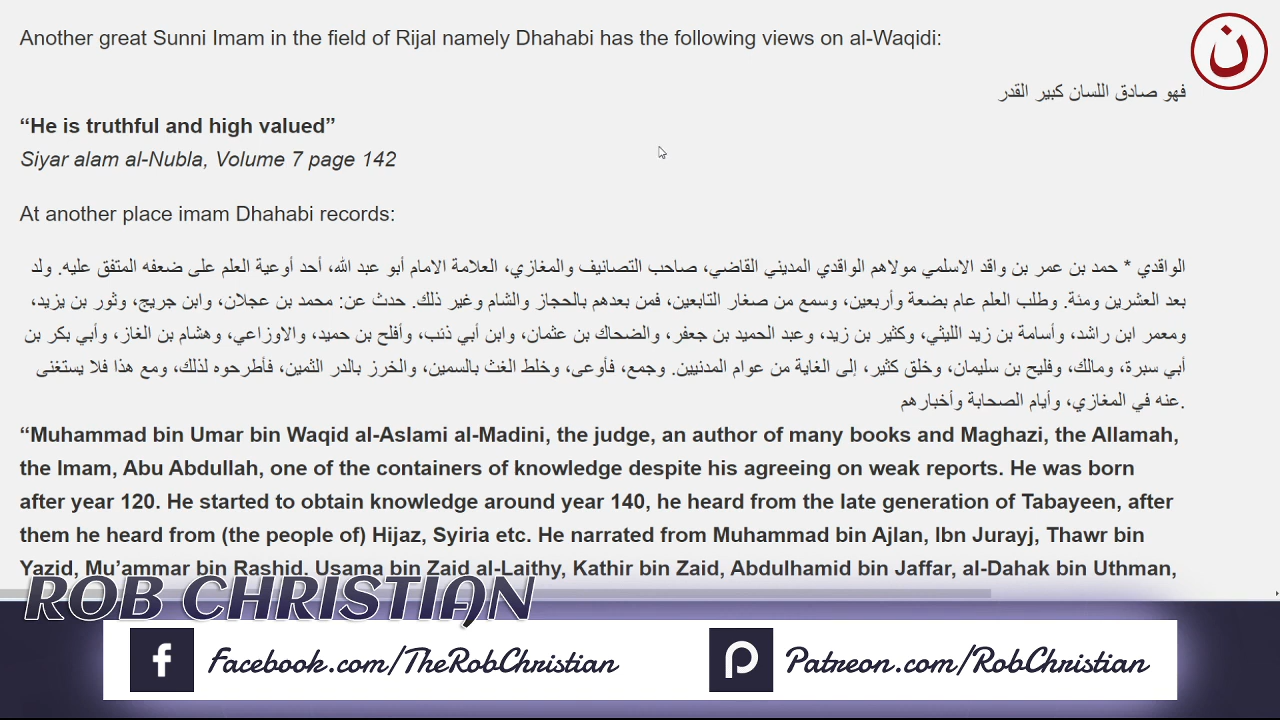 Another great Sunni Imam in the field of Rijal namely Dhahabi has the following views on al-Waqidi:
ن
فهو صادق اللسان كبير القدر
“He is truthful and high valued”
Siyar alam al-Nubla, Volume 7 page 142
At another place imam Dhahabi records:
الواقدي * حمد بن عمر بن واقد الاسلمي مولاهم الواقدي المديني القاضي، صاحب التصانيف والمغازي، العلامة الامام أبو عبد الله، أحد أوعية العلم على ضعفه المتفق عليه. ولد
بعد العشرين ومئة. وطلب العلم عام بضعة وأربعين، وسمع من صغار التابعين، فمن بعدهم بالحجاز والشام وغير ذلك. حدث عن: محمد بن عجلان، وابن جريج، وثور بن يزيد،
ومعمر ابن راشد، وأسامة بن زيد الليثي، وكثير بن زيد، وعبد الحميد بن جعفر، والضحاك بن عثمان، وابن أبي ذنب، وأفلح بن حميد، والاوزاعي، وهشام بن الغاز، وأبي بكر بن
أبي سبرة، ومالك، وفليح بن سليمان، وخلق كثير، إلى الغاية من عوام المدنيين. وجمع، فأوعى، وخلط الغث بالسمين، والخرز بالدر الثمين، فأطرحوه لذلك، ومع هذا فلا يستغنى
.عنه في المغازي، وأيام الصحابة وأخبارهم
“Muhammad bin Umar bin Waqid al-Aslami al-Madini, the judge, an author of many books and Maghazi, the Allamah,
the Imam, Abu Abdullah, one of the containers of knowledge despite his agreeing on weak reports. He was born
after year 120. He started to obtain knowledge around year 140, he heard from the late generation of Tabayeen, after
them he heard from (the people of) Hijaz, Syiria etc. He narrated from Muhammad bin Ajlan, Ibn Jurayj, Thawr bin
Yazid, Mu’ammar bin Rashid, Usama bin Zaid al-Laithy, Kathir bin Zaid, Abdulhamid bin Jaffar, al-Dahak bin Uthman,
ROB CHRISTIAN
Facebook.com/TheRobChristian
Patreon.com/RobChristian